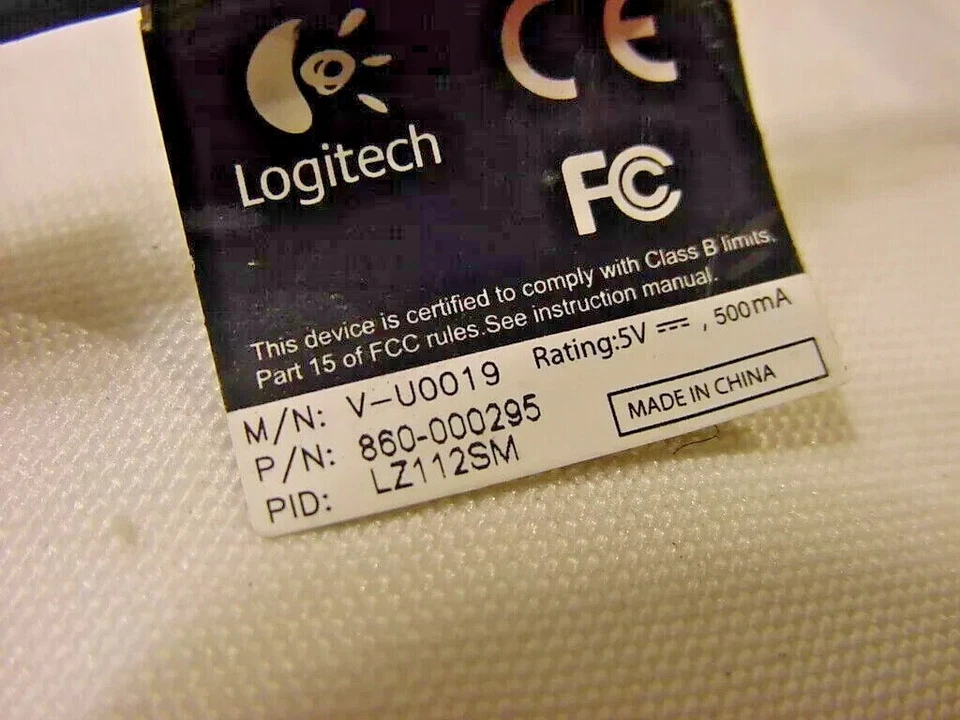 CE
Logitech
FC
This device is certified to comply with Class B limits.
Part 15 of FCC rules.See instruction manual.
M/N: V-U0019 Rating:5V ⎓ , 500mA
P/N: 860-000295 MADE IN CHINA
PID: LZ112SM